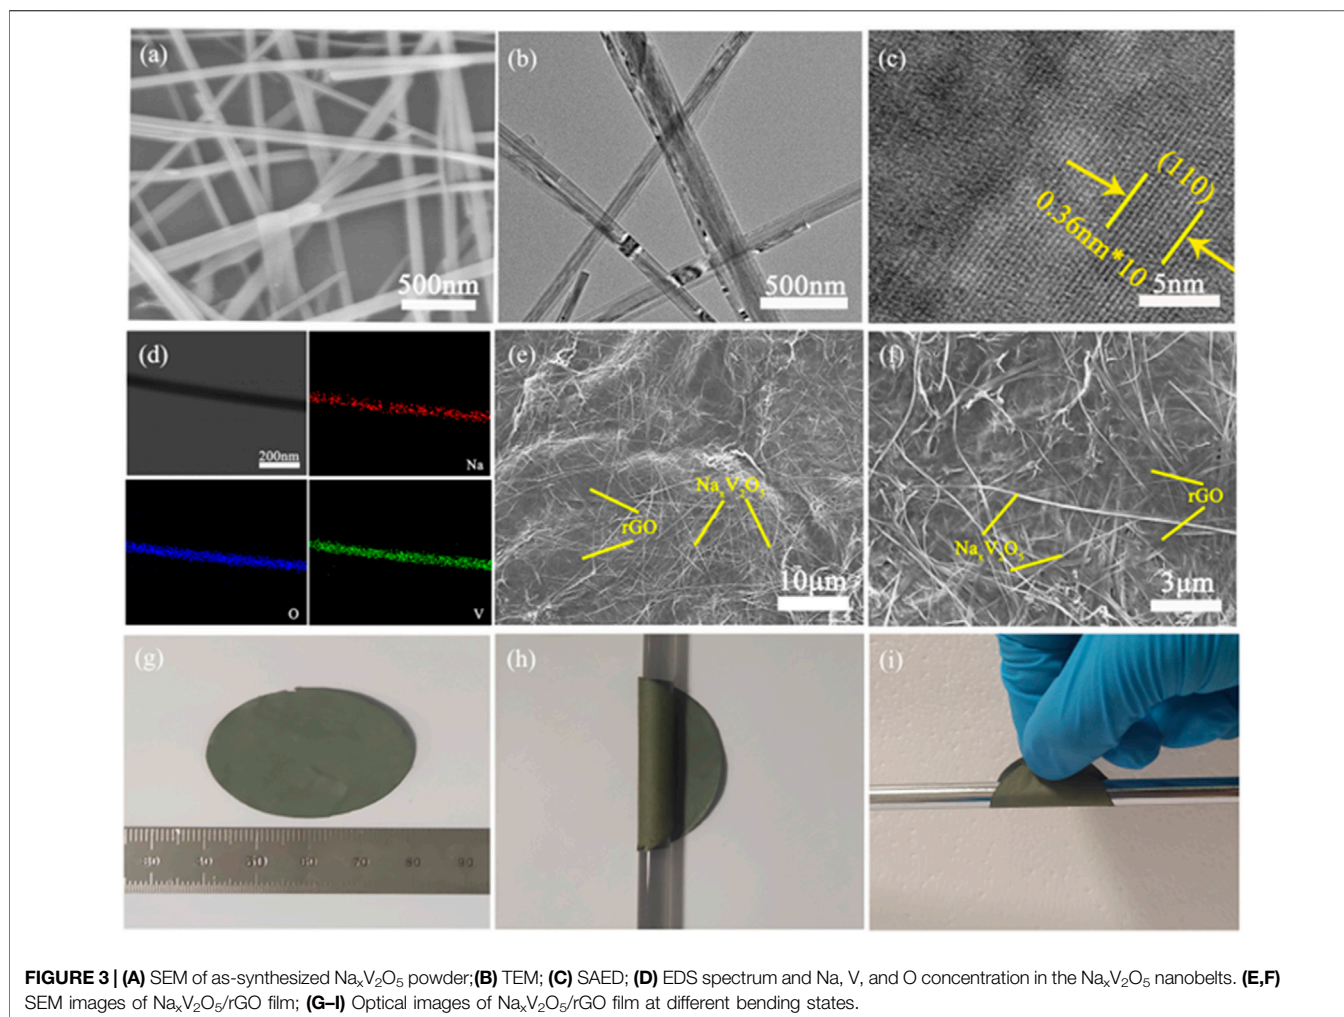 (a)
500nm
(b)
500nm
(c)
(110)
0.36nm*10
5nm
(d)
200nm
Na
O
V
(e)
rGO
NaₓV₂O₅
10μm
(f)
rGO
NaₓV₂O₅
3μm
(g)
30 40 50 60 70 80 90
(h)
(i)
FIGURE 3 | (A) SEM of as-synthesized NaₓV₂O₅ powder;(B) TEM; (C) SAED; (D) EDS spectrum and Na, V, and O concentration in the NaₓV₂O₅ nanobelts. (E,F)
SEM images of NaₓV₂O₅/rGO film; (G–I) Optical images of NaₓV₂O₅/rGO film at different bending states.